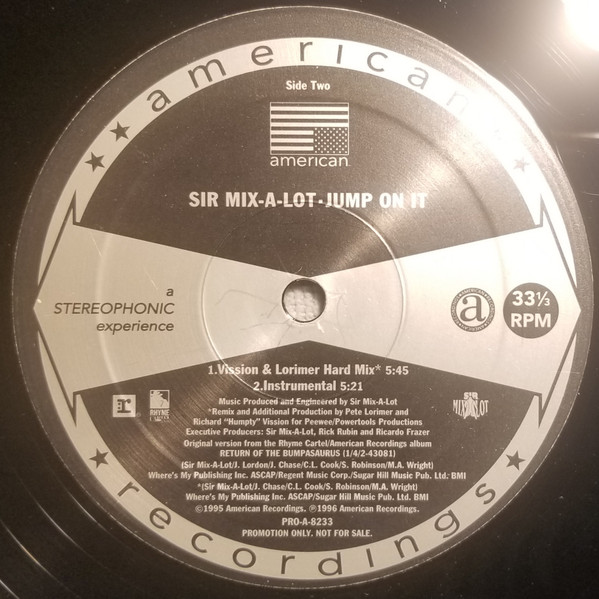 american
Side Two
american
SIR MIX-A-LOT·JUMP ON IT
a
STEREOPHONIC
experience
a
33⅓
RPM
1.Vission & Lorimer Hard Mix* 5:45
2.Instrumental 5:21
Music Produced and Engineered by Sir Mix-A-Lot
*Remix and Additional Production by Pete Lorimer and
Richard "Humpty" Vission for Peewee/Powertools Productions
Executive Producers: Sir Mix-A-Lot, Rick Rubin and Ricardo Frazer
Original version from the Rhyme Cartel/American Recordings album
RETURN OF THE BUMPASAURUS (1/4/2-43081)
(Sir Mix-A-Lot/J. Lordon/J. Chase/C.L. Cook/S. Robinson/M.A. Wright)
Where's My Publishing Inc. ASCAP/Regent Music Corp./Sugar Hill Music Pub. Ltd. BMI
*(Sir Mix-A-Lot/J. Chase/C.L. Cook/S. Robinson/M.A. Wright)
Where's My Publishing Inc. ASCAP/Sugar Hill Music Pub. Ltd. BMI
©1995 American Recordings. ℗1996 American Recordings.
PRO-A-8233
PROMOTION ONLY. NOT FOR SALE.
r
RHYME
SIR
MIX A LOT
recordings